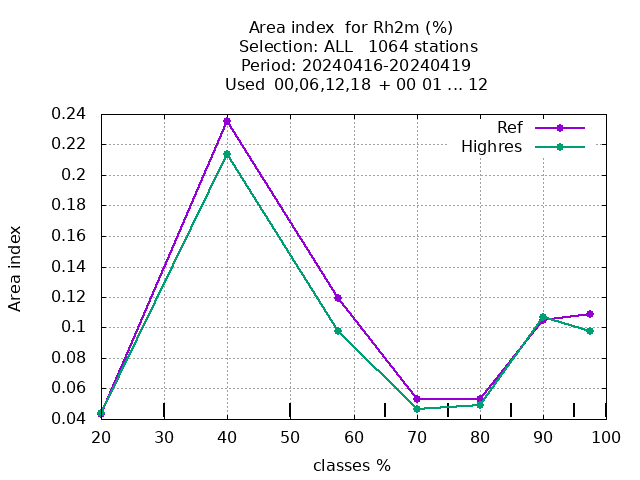 Area index  for Rh2m (%)
Selection: ALL   1064 stations
Period: 20240416-20240419
Used  00,06,12,18 + 00 01 ... 12
Ref
Highres
0.24
0.22
0.2
0.18
0.16
0.14
0.12
0.1
0.08
0.06
0.04
Area index
20 30 40 50 60 70 80 90 100
classes %